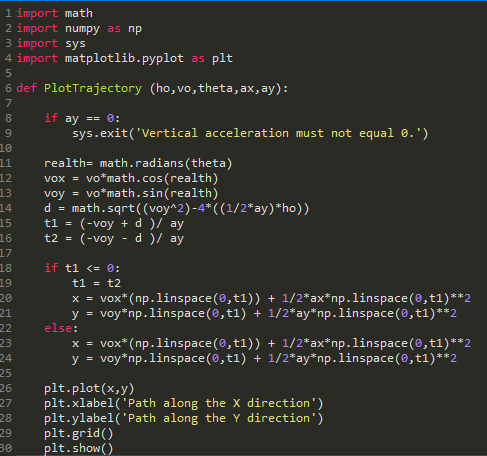 1 import math
2 import numpy as np
3 import sys
4 import matplotlib.pyplot as plt
5
6 def PlotTrajectory (ho,vo,theta,ax,ay):
7
8     if ay == 0:
9         sys.exit('Vertical acceleration must not equal 0.')
10
11     realth= math.radians(theta)
12     vox = vo*math.cos(realth)
13     voy = vo*math.sin(realth)
14     d = math.sqrt((voy^2)-4*((1/2*ay)*ho))
15     t1 = (-voy + d )/ ay
16     t2 = (-voy - d )/ ay
17
18     if t1 <= 0:
19         t1 = t2
20         x = vox*(np.linspace(0,t1)) + 1/2*ax*np.linspace(0,t1)**2
21         y = voy*np.linspace(0,t1) + 1/2*ay*np.linspace(0,t1)**2
22     else:
23         x = vox*(np.linspace(0,t1)) + 1/2*ax*np.linspace(0,t1)**2
24         y = voy*np.linspace(0,t1) + 1/2*ay*np.linspace(0,t1)**2
25
26     plt.plot(x,y)
27     plt.xlabel('Path along the X direction')
28     plt.ylabel('Path along the Y direction')
29     plt.grid()
30     plt.show()